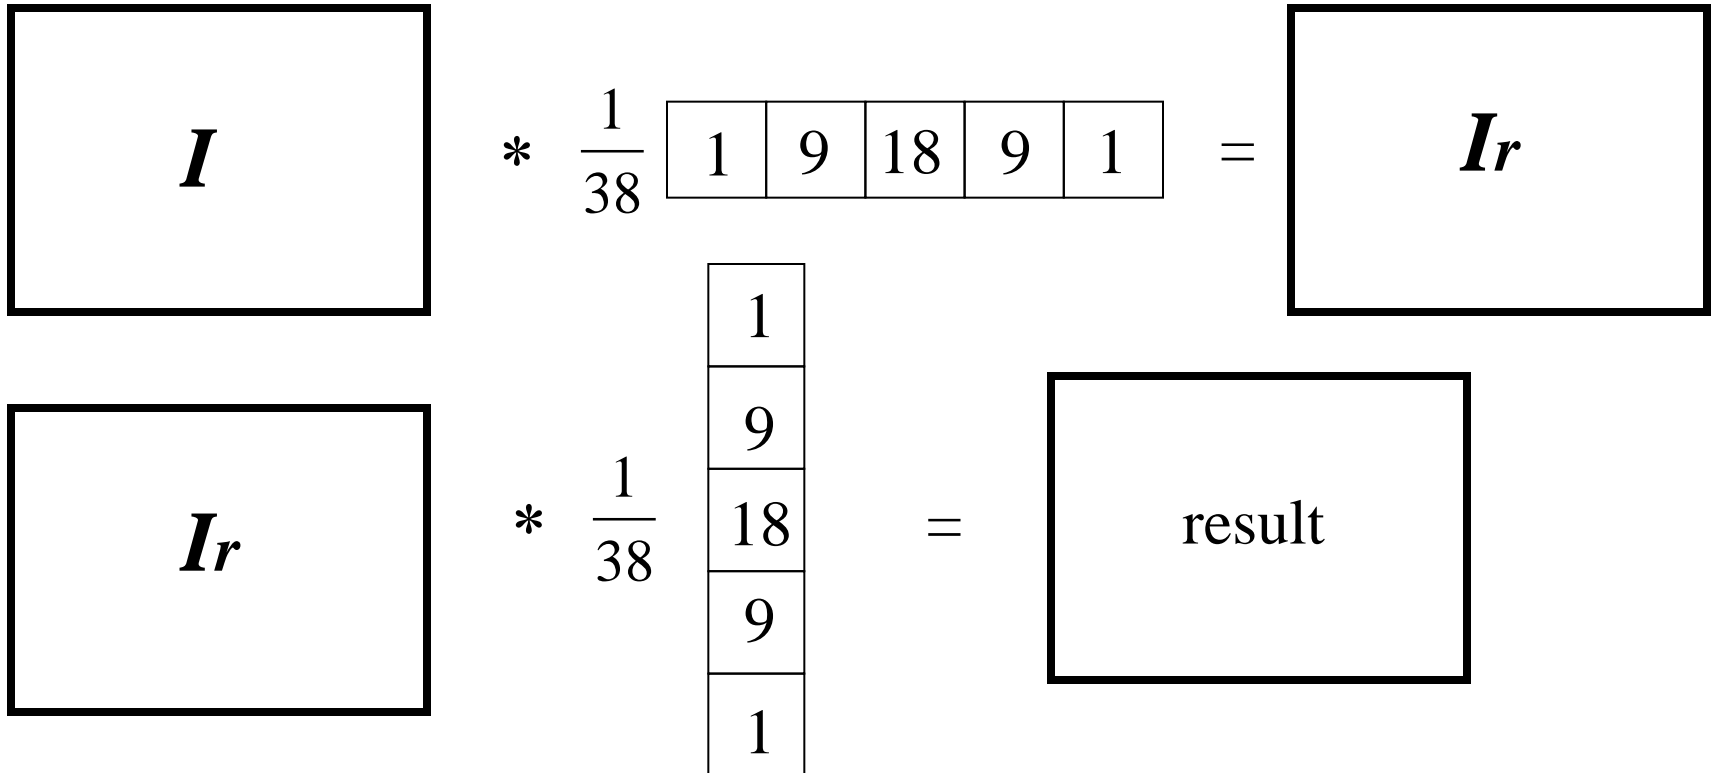 I * 1/38 1 9 18 9 1 = Ir
Ir * 1/38 1 9 18 9 1 = result